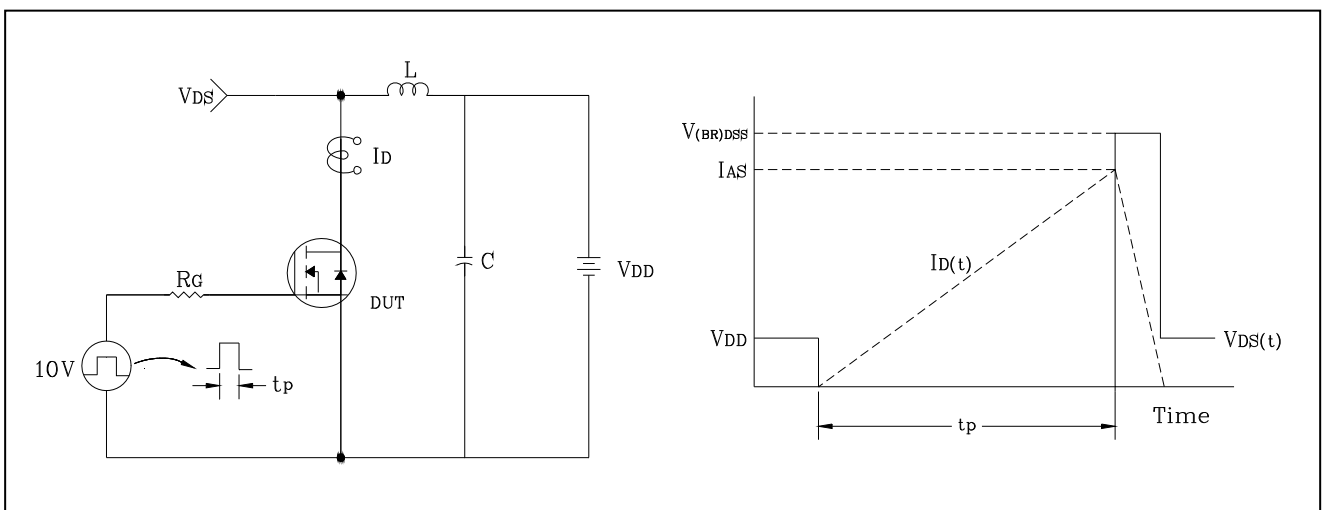 L
VDS
ID
RG
C
VDD
DUT
10V
tp
V(BR)DSS
IAS
ID(t)
VDD
VDS(t)
Time
tp